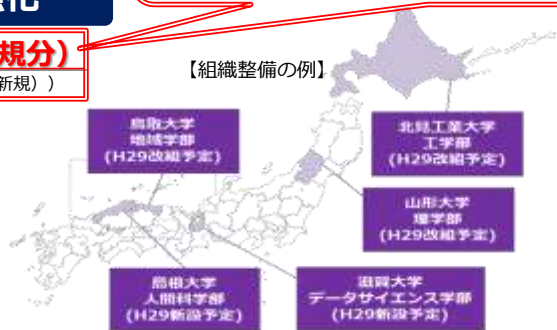 規分）
新規））
【組織整備の例】
鳥取大学
地域学部
(H29改組予定)
北見工業大学
工学部
(H29改組予定)
山形大学
理学部
(H29改組予定)
島根大学
人間科学部
(H29新設予定)
滋賀大学
データサイエンス学部
(H29新設予定)